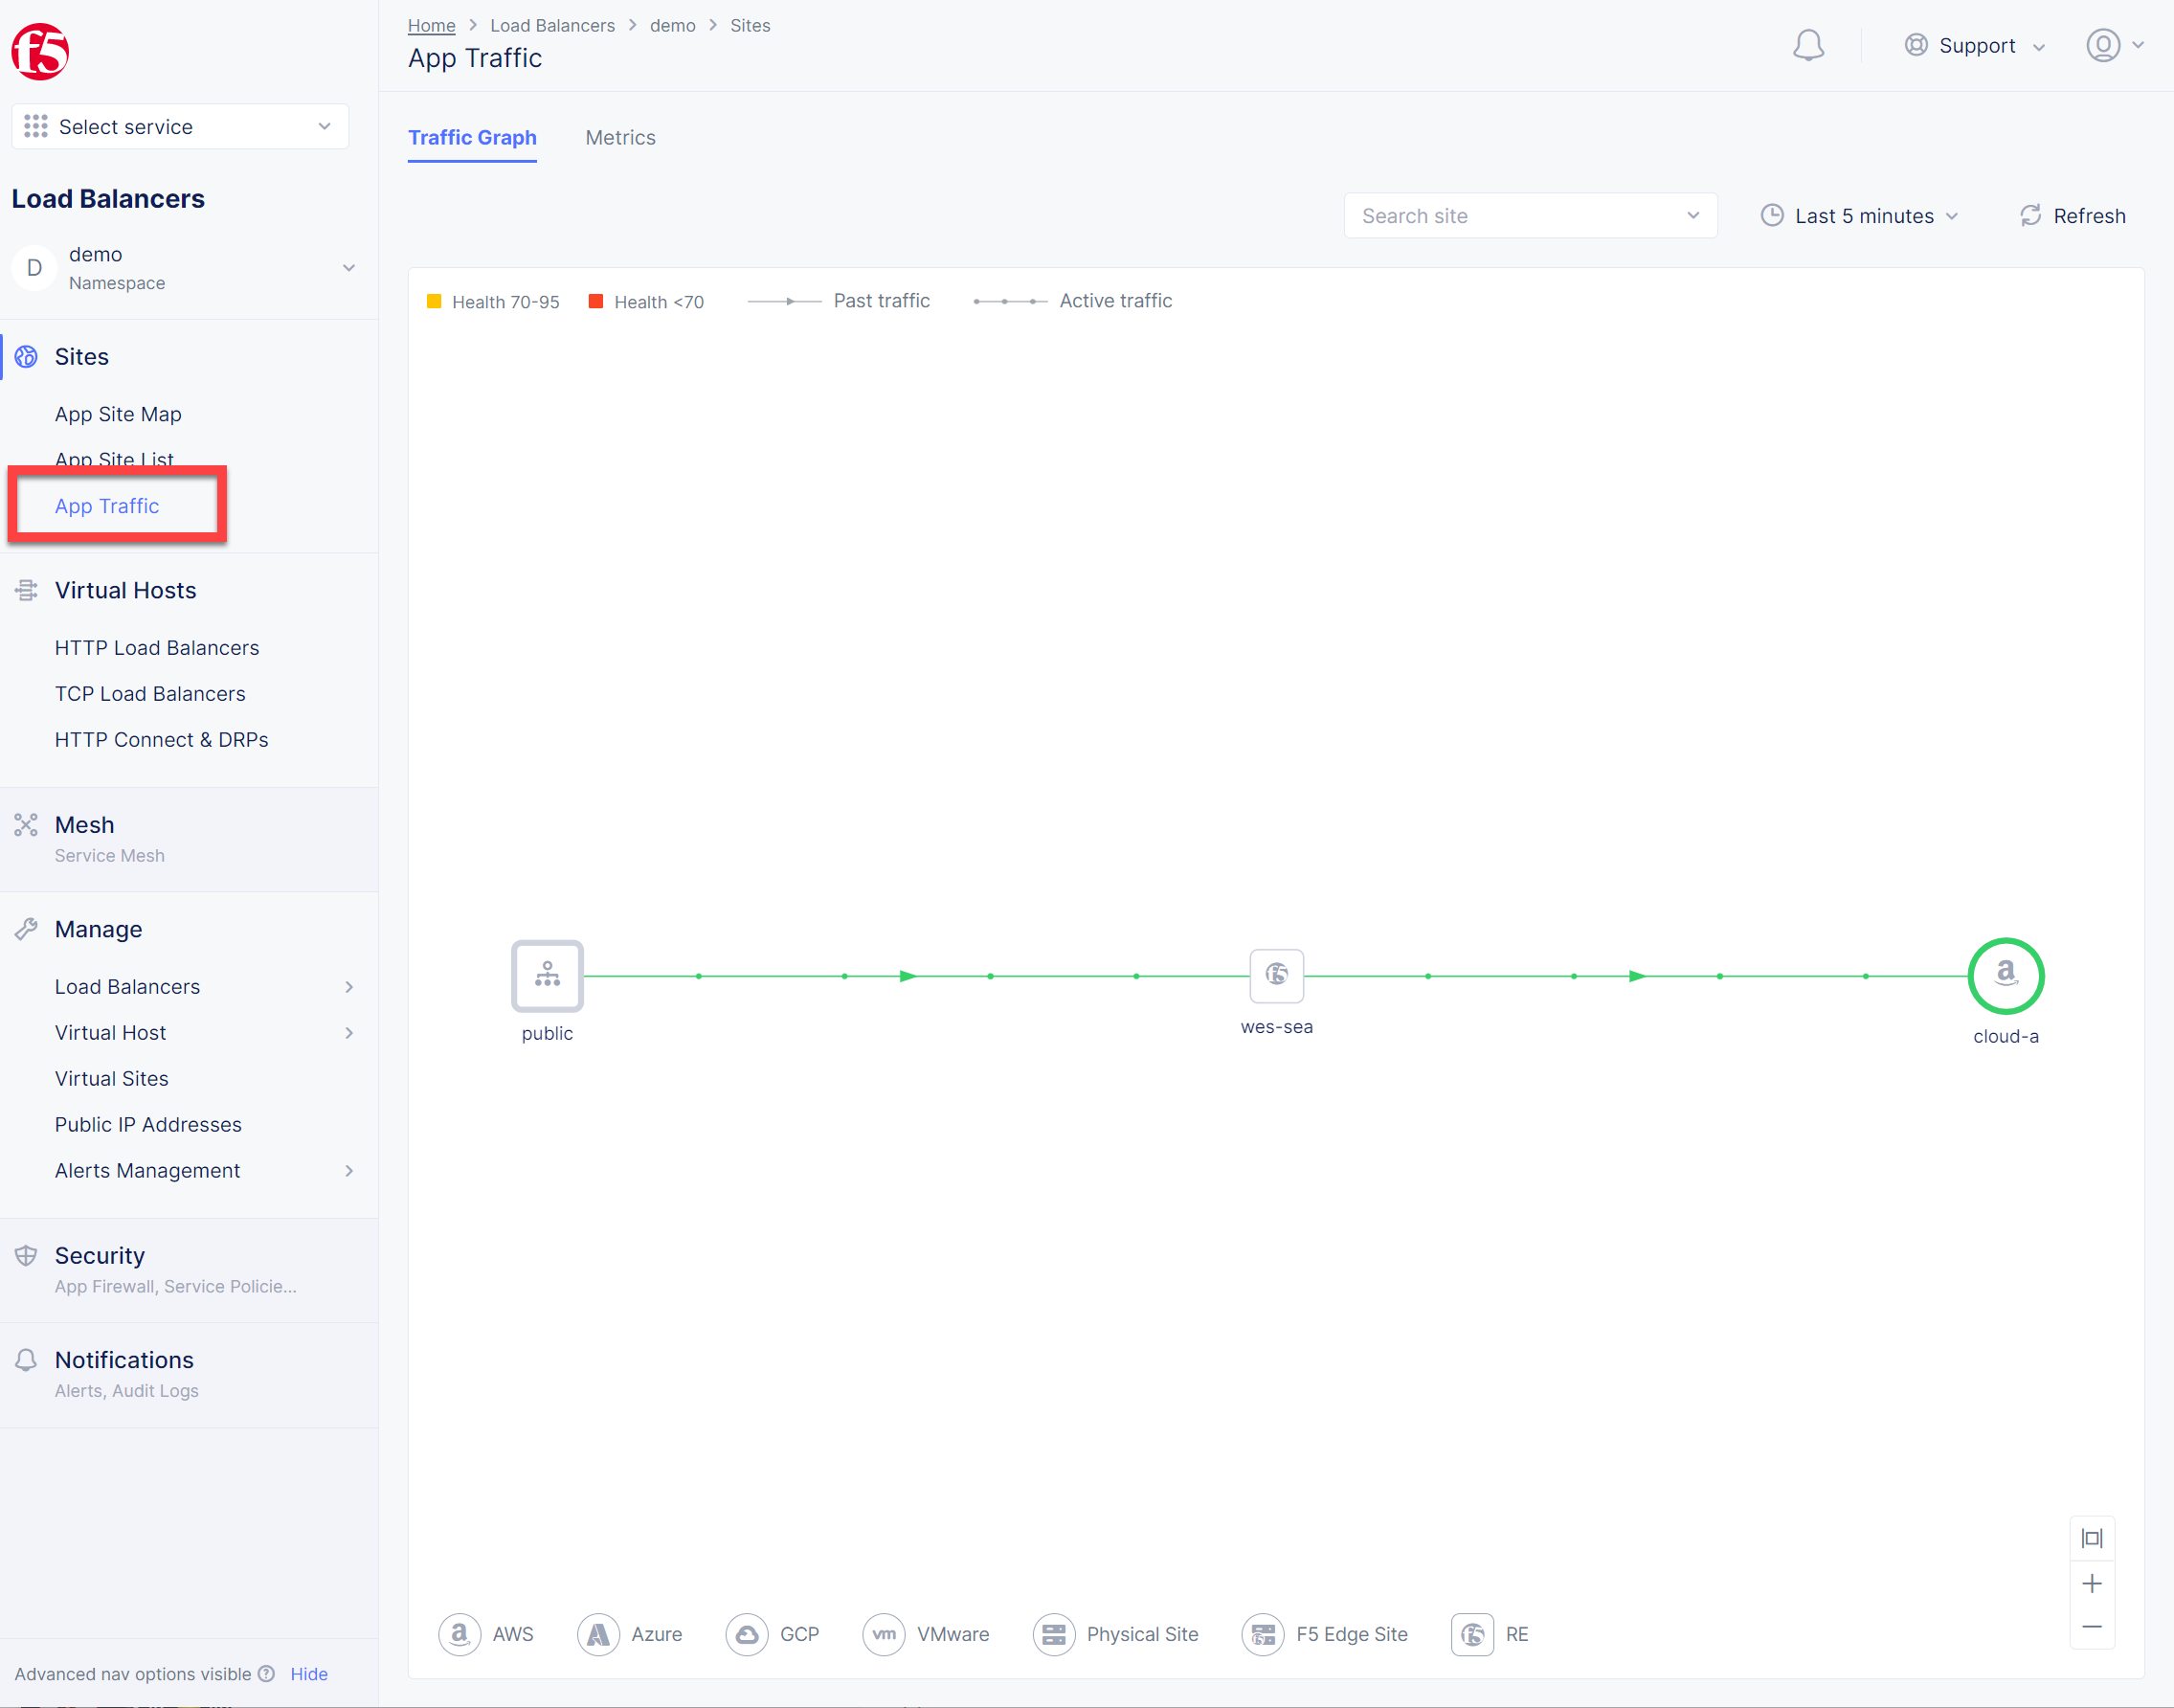 f5
Home > Load Balancers > demo > Sites
App Traffic
Support
Select service
Load Balancers
D
demo
Namespace
Sites
App Site Map
App Site List
App Traffic
Virtual Hosts
HTTP Load Balancers
TCP Load Balancers
HTTP Connect & DRPs
Mesh
Service Mesh
Manage
Load Balancers
Virtual Host
Virtual Sites
Public IP Addresses
Alerts Management
Security
App Firewall, Service Policie...
Notifications
Alerts, Audit Logs
Advanced nav options visible ? Hide
Traffic Graph Metrics
Search site Last 5 minutes Refresh
Health 70-95 Health <70 Past traffic Active traffic
a
f5
public
wes-sea
cloud-a
a AWS Azure GCP vm VMware Physical Site f5 F5 Edge Site f5 RE